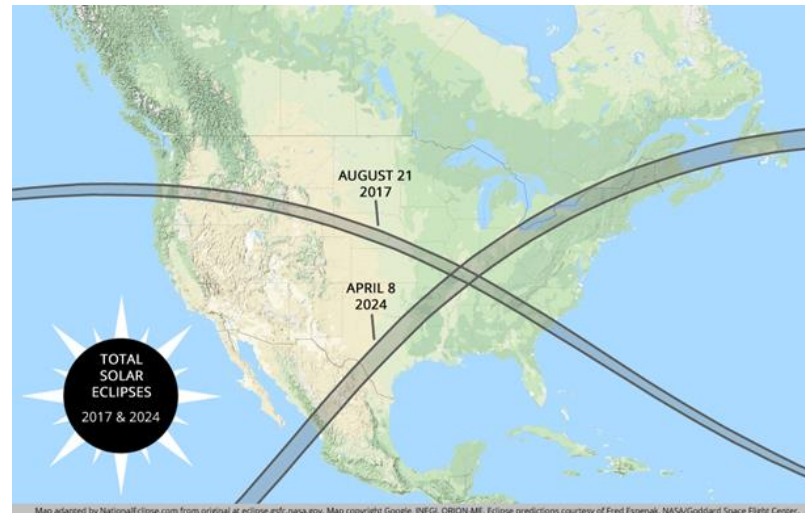 AUGUST 21
2017
APRIL 8
2024
TOTAL
SOLAR
ECLIPSES
2017 & 2024
Map adapted by NationalEclipse.com from original at eclipse.gsfc.nasa.gov. Map copyright Google, INEGI, ORION-ME. Eclipse predictions courtesy of Fred Espenak, NASA/Goddard Space Flight Center.